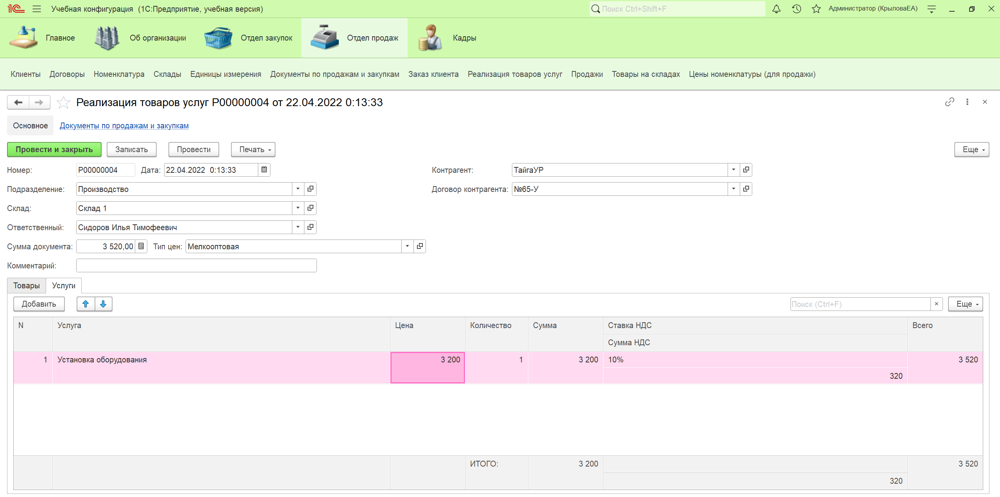 1С Учебная конфигурация (1С:Предприятие, учебная версия) Поиск Ctrl+Shift+F Администратор (КрыловаЕА)
Главное Об организации Отдел закупок Отдел продаж Кадры
Клиенты Договоры Номенклатура Склады Единицы измерения Документы по продажам и закупкам Заказ клиента Реализация товаров услуг Продажи Товары на складах Цены номенклатуры (для продажи)
Реализация товаров услуг Р00000004 от 22.04.2022 0:13:33
Основное Документы по продажам и закупкам
Провести и закрыть Записать Провести Печать Еще
Номер: Р00000004 Дата: 22.04.2022 0:13:33 Контрагент: ТайгаУР
Подразделение: Производство Договор контрагента: №65-У
Склад: Склад 1
Ответственный: Сидоров Илья Тимофеевич
Сумма документа: 3 520,00 Тип цен: Мелкооптовая
Комментарий:
Товары Услуги
Добавить Поиск (Ctrl+F) × Еще
N Услуга Цена Количество Сумма Ставка НДС Всего
Сумма НДС
1 Установка оборудования 3 200 1 3 200 10% 3 520
320
ИТОГО: 3 200 3 520
320